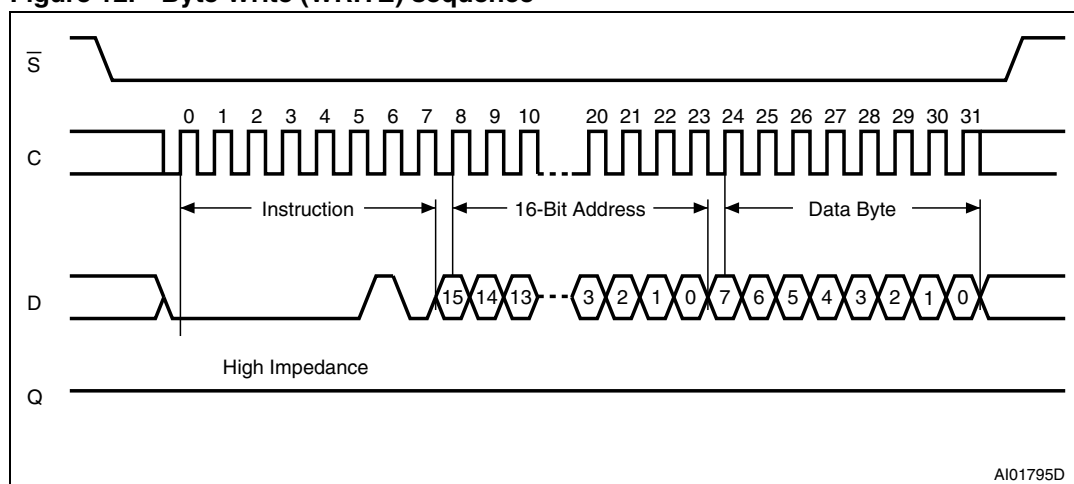 Figure 12. Byte Write (WRITE) sequence
S
0 1 2 3 4 5 6 7 8 9 10 20 21 22 23 24 25 26 27 28 29 30 31
C
Instruction 16-Bit Address Data Byte
D 15 14 13 3 2 1 0 7 6 5 4 3 2 1 0
High Impedance
Q
AI01795D